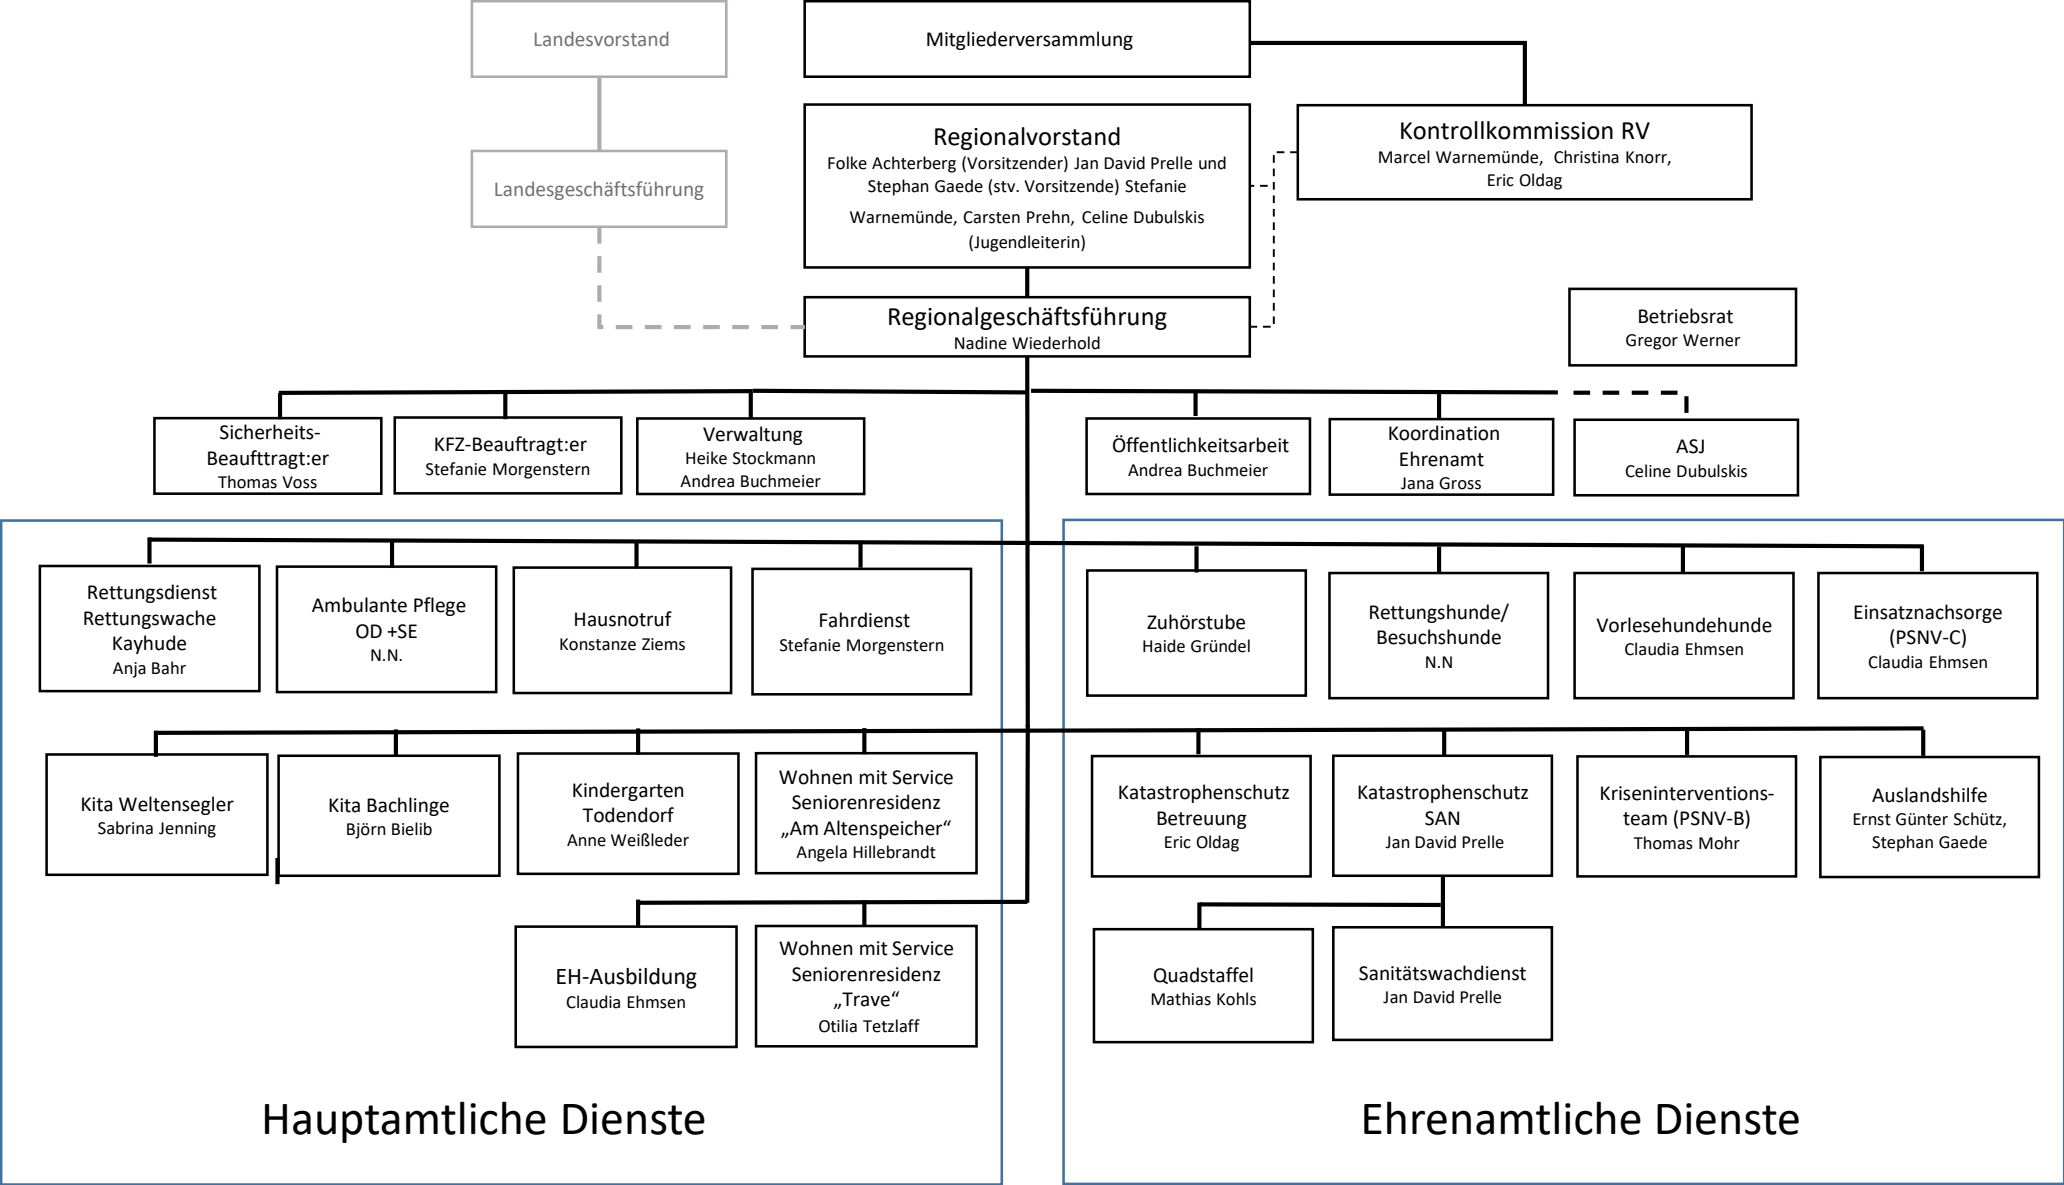 Landesvorstand
Mitgliederversammlung
Landesgeschäftsführung
Regionalvorstand
Folke Achterberg (Vorsitzender) Jan David Prelle und
Stephan Gaede (stv. Vorsitzende) Stefanie
Warnemünde, Carsten Prehn, Celine Dubulskis
(Jugendleiterin)
Kontrollkommission RV
Marcel Warnemünde, Christina Knorr,
Eric Oldag
Regionalgeschäftsführung
Nadine Wiederhold
Betriebsrat
Gregor Werner
Sicherheits-
Beaufttragt:er
Thomas Voss
KFZ-Beauftragt:er
Stefanie Morgenstern
Verwaltung
Heike Stockmann
Andrea Buchmeier
Öffentlichkeitsarbeit
Andrea Buchmeier
Koordination
Ehrenamt
Jana Gross
ASJ
Celine Dubulskis
Rettungsdienst
Rettungswache
Kayhude
Anja Bahr
Ambulante Pflege
OD +SE
N.N.
Hausnotruf
Konstanze Ziems
Fahrdienst
Stefanie Morgenstern
Zuhörstube
Haide Gründel
Rettungshunde/
Besuchshunde
N.N
Vorlesehundehunde
Claudia Ehmsen
Einsatznachsorge
(PSNV-C)
Claudia Ehmsen
Kita Weltensegler
Sabrina Jenning
Kita Bachlinge
Björn Bielib
Kindergarten
Todendorf
Anne Weißleder
Wohnen mit Service
Seniorenresidenz
„Am Altenspeicher“
Angela Hillebrandt
Katastrophenschutz
Betreuung
Eric Oldag
Katastrophenschutz
SAN
Jan David Prelle
Kriseninterventions-
team (PSNV-B)
Thomas Mohr
Auslandshilfe
Ernst Günter Schütz,
Stephan Gaede
EH-Ausbildung
Claudia Ehmsen
Wohnen mit Service
Seniorenresidenz
„Trave“
Otilia Tetzlaff
Quadstaffel
Mathias Kohls
Sanitätswachdienst
Jan David Prelle
Hauptamtliche Dienste
Ehrenamtliche Dienste